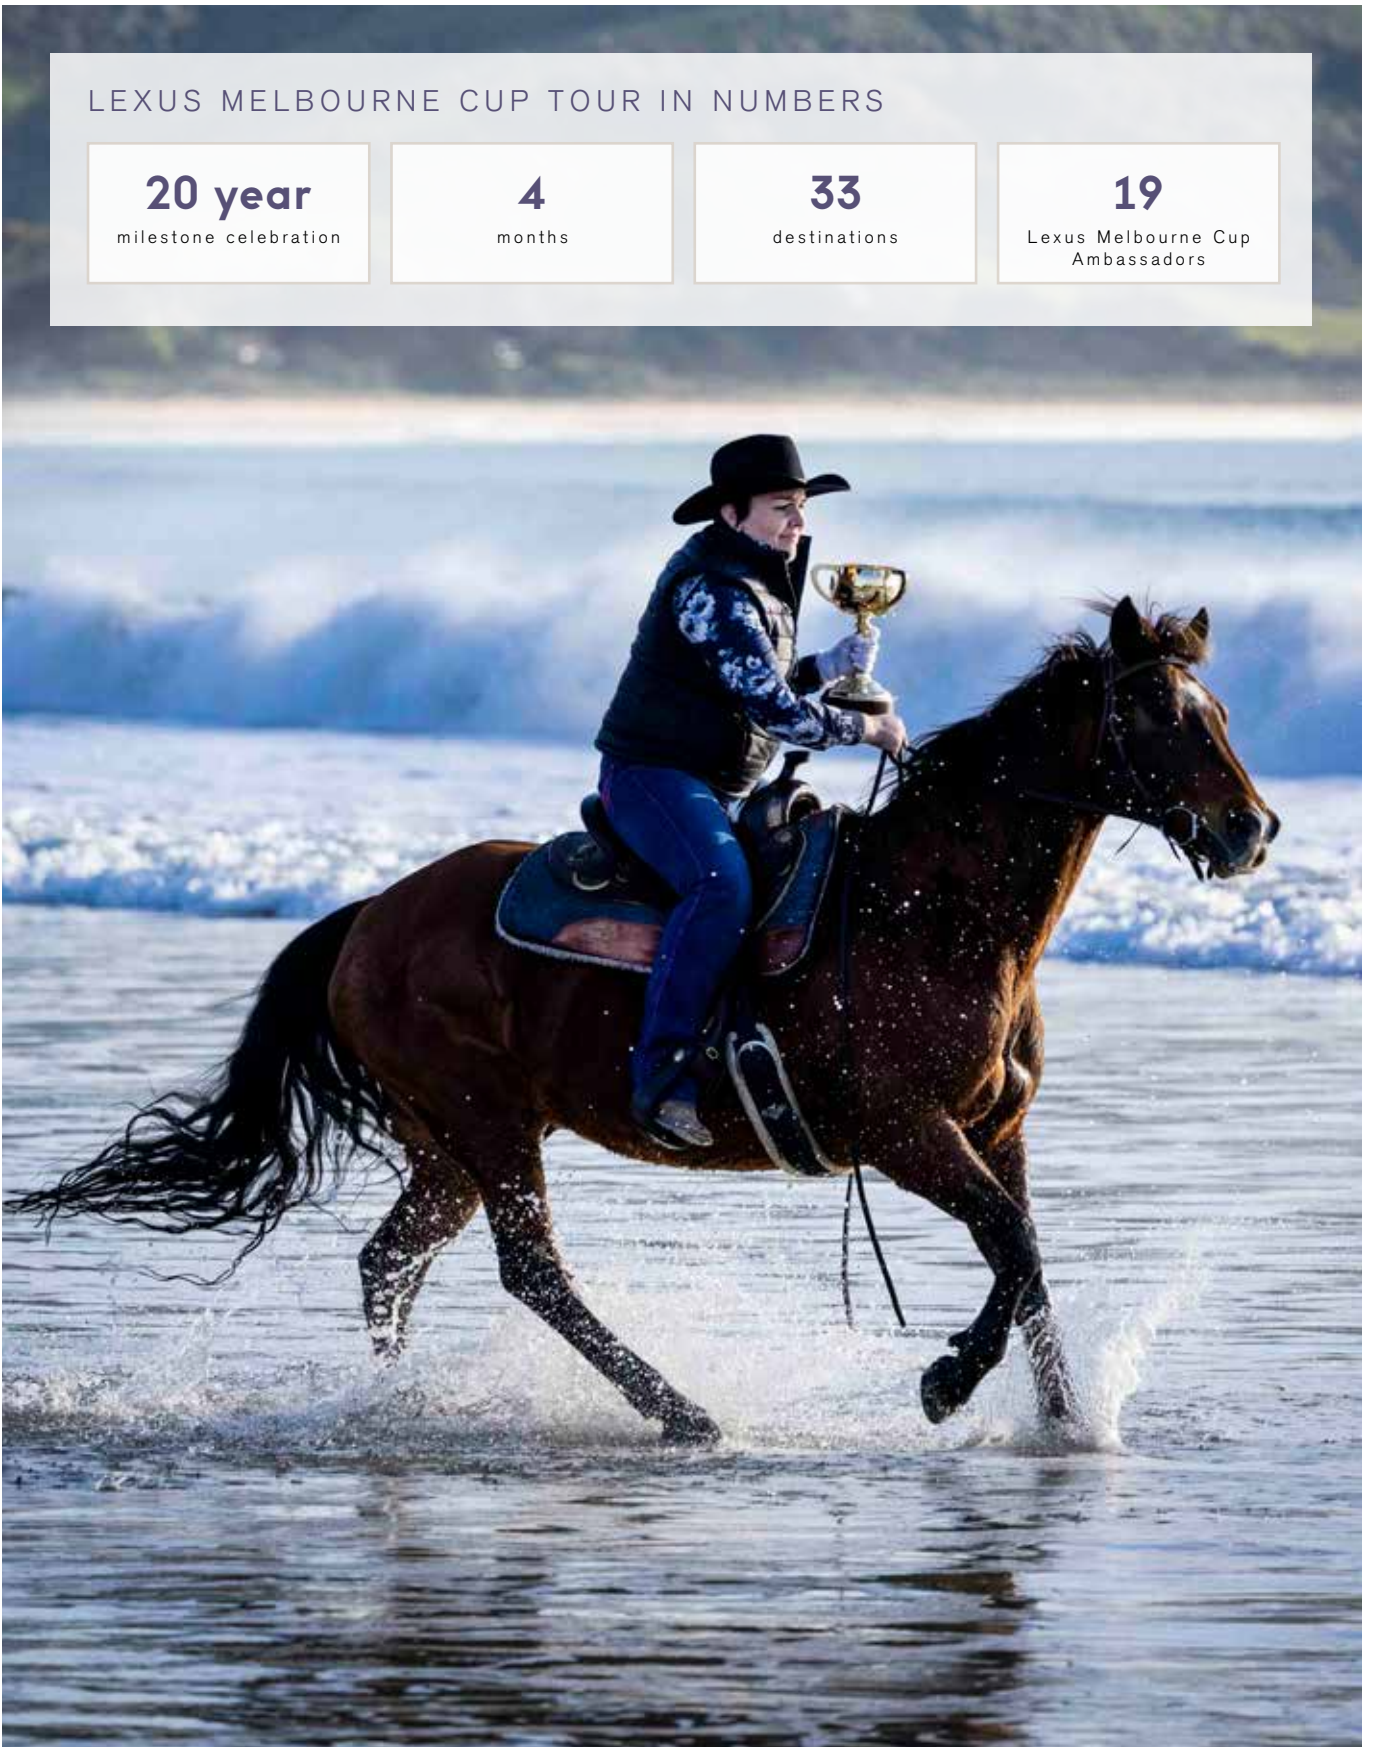 LEXUS MELBOURNE CUP TOUR IN NUMBERS
20 year
milestone celebration
4
months
33
destinations
19
Lexus Melbourne Cup
Ambassadors